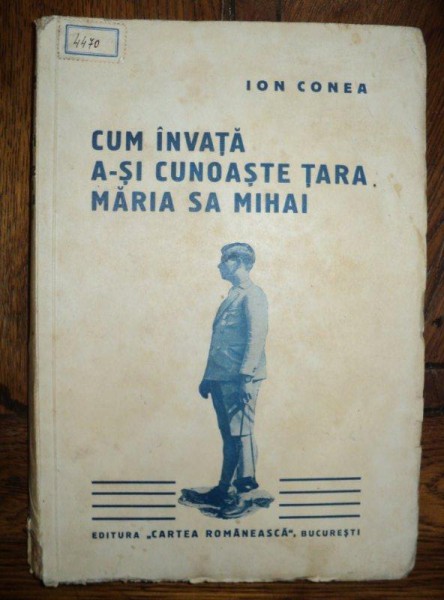 4470
ION CONEA
CUM ÎNVAȚĂ
A-ȘI CUNOAȘTE ȚARA
MĂRIA SA MIHAI
EDITURA „CARTEA ROMÂNEASCĂ“, BUCUREȘTI